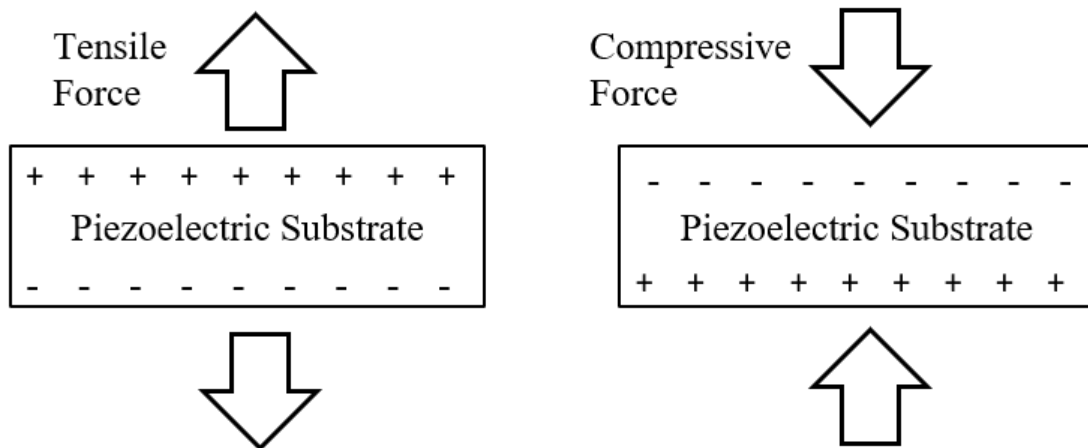 Tensile
Force
Compressive
Force
+ + + + + + + + +
- - - - - - - - -
Piezoelectric Substrate
Piezoelectric Substrate
- - - - - - - - -
+ + + + + + + + +